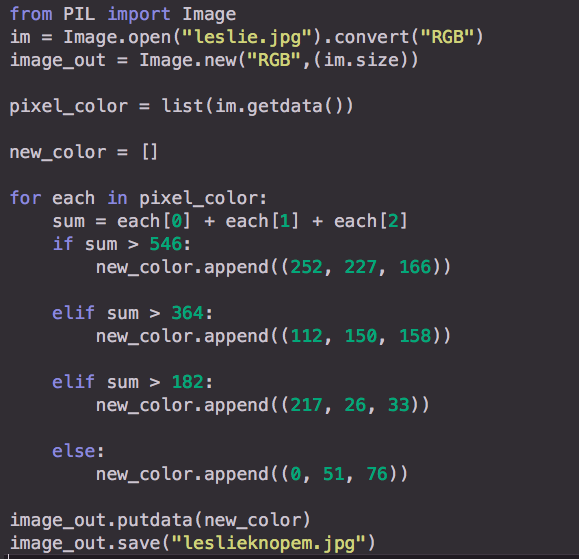 from PIL import Image
im = Image.open("leslie.jpg").convert("RGB")
image_out = Image.new("RGB",(im.size))
pixel_color = list(im.getdata())
new_color = []
for each in pixel_color:
sum = each[0] + each[1] + each[2]
if sum > 546:
new_color.append((252, 227, 166))
elif sum > 364:
new_color.append((112, 150, 158))
elif sum > 182:
new_color.append((217, 26, 33))
else:
new_color.append((0, 51, 76))
image_out.putdata(new_color)
image_out.save("leslieknopem.jpg")